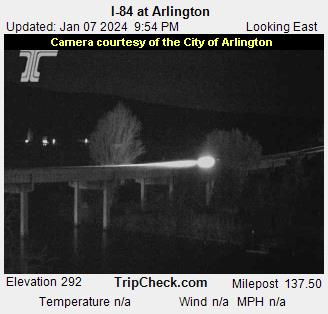 I-84 at Arlington
Updated: Jan 07 2024 9:54 PM Looking East
Camera courtesy of the City of Arlington
Elevation 292 TripCheck.com Milepost 137.50
Temperature n/a Wind n/a MPH n/a